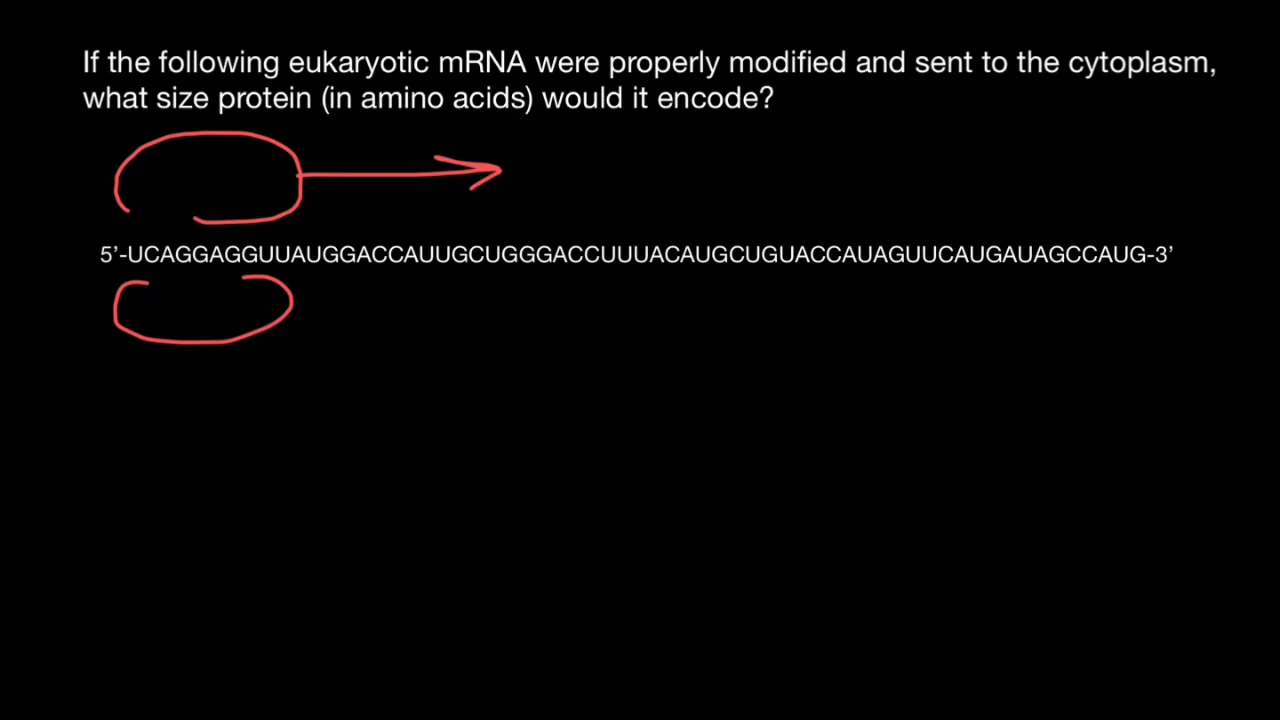 If the following eukaryotic mRNA were properly modified and sent to the cytoplasm,
what size protein (in amino acids) would it encode?
5’-UCAGGAGGUUAUGGACCAUUGCUGGGACCUUUACAUGCUGUACCAUAGUUCAUGAUAGCCAUG-3’